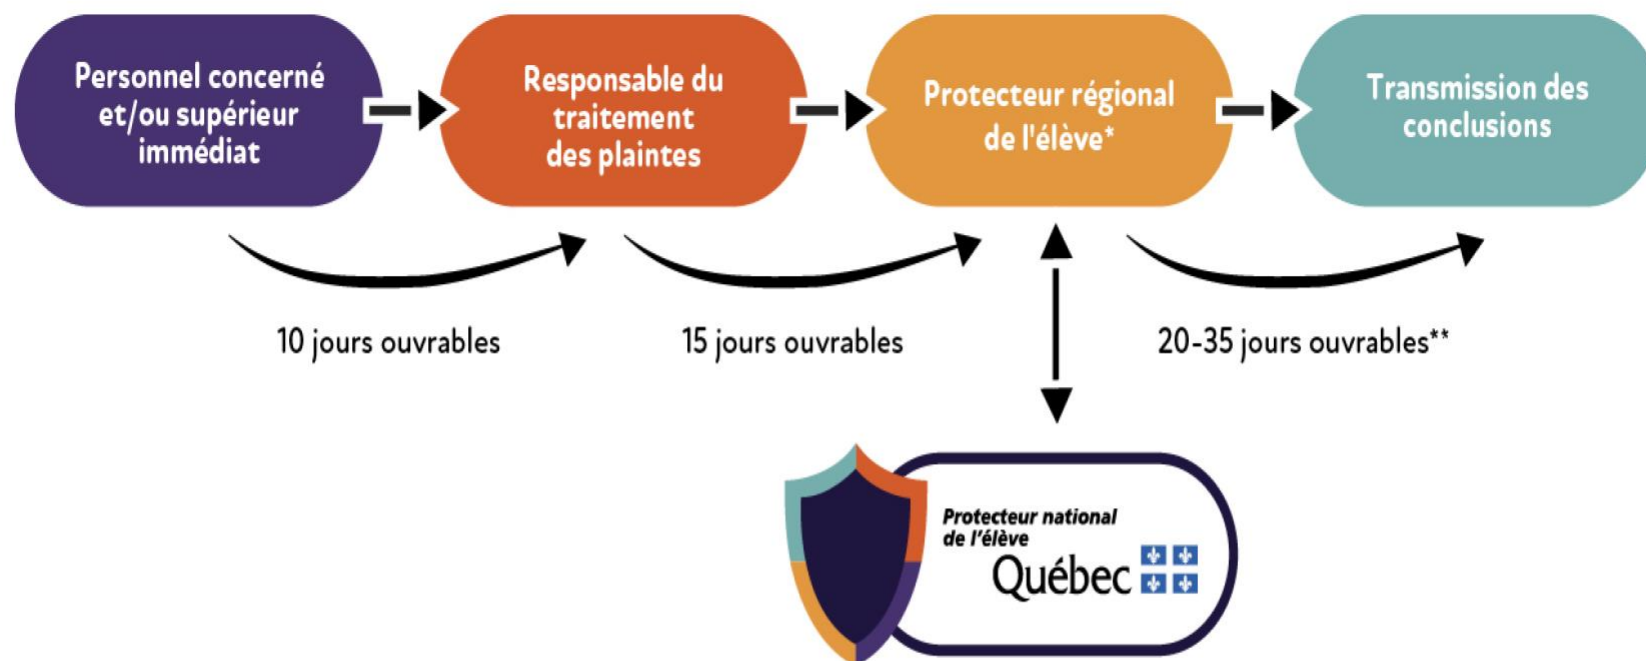 Personnel concerné
et/ou supérieur
immédiat
Responsable du
traitement
des plaintes
Protecteur régional
de l'élève*
Transmission des
conclusions
10 jours ouvrables
15 jours ouvrables
20-35 jours ouvrables**
Protecteur national
de l'élève
Québec